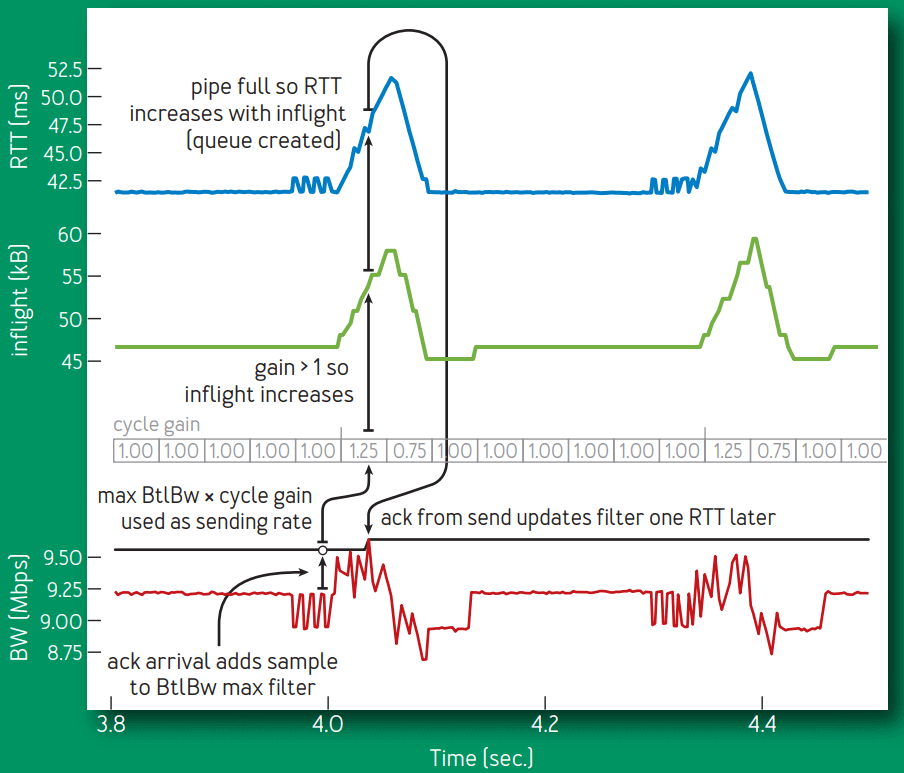 52.5
50.0
47.5
45.0
42.5
RTT (ms)
pipe full so RTT
increases with inflight
(queue created)
60
55
50
45
inflight (kB)
gain > 1 so
inflight increases
cycle gain
1.00 1.00 1.00 1.00 1.00 1.25 0.75 1.00 1.00 1.00 1.00 1.00 1.00 1.25 0.75 1.00 1.00
max BtlBw × cycle gain
used as sending rate
ack from send updates filter one RTT later
9.50
9.25
9.00
8.75
BW (Mbps)
ack arrival adds sample
to BtlBw max filter
3.8 4.0 4.2 4.4
Time (sec.)